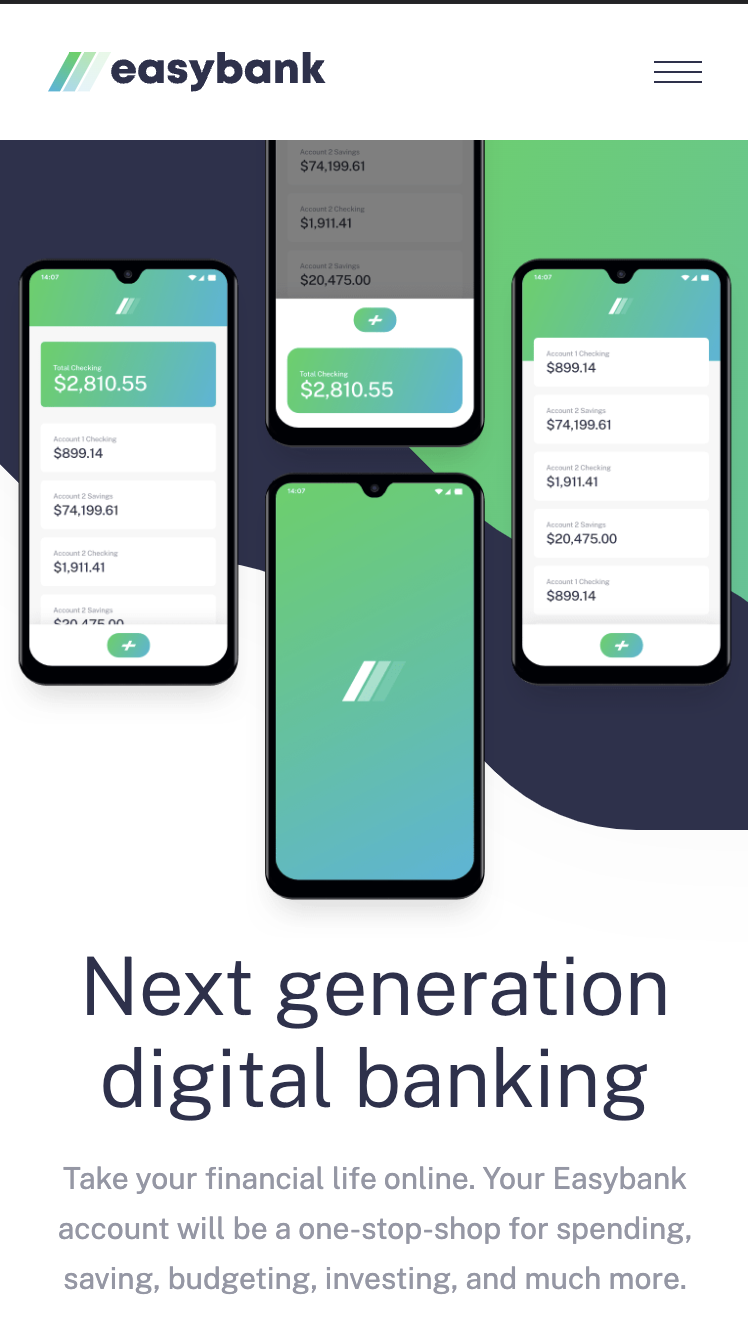 easybank
Account 2 Savings
$74,199.61
Account 2 Checking
$1,911.41
Account 2 Savings
$20,475.00
Total Checking
$2,810.55
14:07
Total Checking
$2,810.55
Account 1 Checking
$899.14
Account 2 Savings
$74,199.61
Account 2 Checking
$1,911.41
Account 2 Savings
$20,475.00
14:07
Account 1 Checking
$899.14
Account 2 Savings
$74,199.61
Account 2 Checking
$1,911.41
Account 2 Savings
$20,475.00
Account 1 Checking
$899.14
14:07
Next generation
digital banking
Take your financial life online. Your Easybank
account will be a one-stop-shop for spending,
saving, budgeting, investing, and much more.